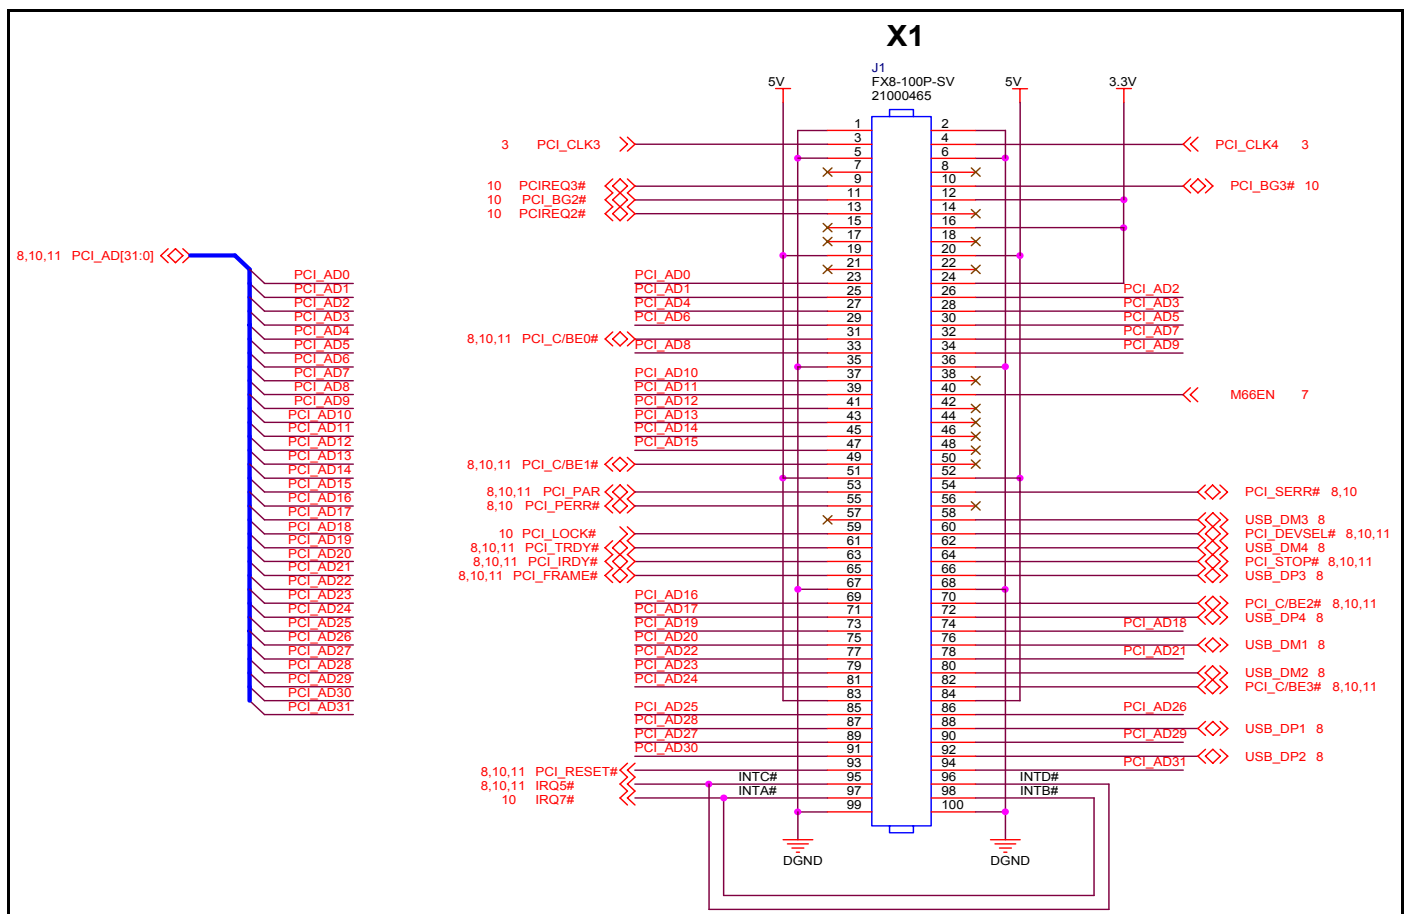 X1
J1
FX8-100P-SV
21000465
5V 5V 3.3V
1 2
3 PCI_CLK3 3 4 PCI_CLK4 3
5 6
7 8
10 PCIREQ3# 9 10 PCI_BG3# 10
10 PCI_BG2# 11 12
10 PCIREQ2# 13 14
15 16
17 18
8,10,11 PCI_AD[31:0] 19 20
21 22
PCI_AD0 PCI_AD0 23 24
PCI_AD1 PCI_AD1 25 26 PCI_AD2
PCI_AD2 PCI_AD4 27 28 PCI_AD3
PCI_AD3 PCI_AD6 29 30 PCI_AD5
PCI_AD4 8,10,11 PCI_C/BE0# 31 32 PCI_AD7
PCI_AD5 PCI_AD8 33 34 PCI_AD9
PCI_AD6 35 36
PCI_AD7 PCI_AD10 37 38
PCI_AD8 PCI_AD11 39 40 M66EN 7
PCI_AD9 PCI_AD12 41 42
PCI_AD10 PCI_AD13 43 44
PCI_AD11 PCI_AD14 45 46
PCI_AD12 PCI_AD15 47 48
PCI_AD13 8,10,11 PCI_C/BE1# 49 50
PCI_AD14 51 52
PCI_AD15 8,10,11 PCI_PAR 53 54 PCI_SERR# 8,10
PCI_AD16 8,10 PCI_PERR# 55 56
PCI_AD17 57 58 USB_DM3 8
PCI_AD18 10 PCI_LOCK# 59 60 PCI_DEVSEL# 8,10,11
PCI_AD19 8,10,11 PCI_TRDY# 61 62 USB_DM4 8
PCI_AD20 8,10,11 PCI_IRDY# 63 64 PCI_STOP# 8,10,11
PCI_AD21 8,10,11 PCI_FRAME# 65 66 USB_DP3 8
PCI_AD22 67 68
PCI_AD23 PCI_AD16 69 70 PCI_C/BE2# 8,10,11
PCI_AD24 PCI_AD17 71 72 USB_DP4 8
PCI_AD25 PCI_AD19 73 74 PCI_AD18
PCI_AD26 PCI_AD20 75 76 USB_DM1 8
PCI_AD27 PCI_AD22 77 78 PCI_AD21
PCI_AD28 PCI_AD23 79 80 USB_DM2 8
PCI_AD29 PCI_AD24 81 82 PCI_C/BE3# 8,10,11
PCI_AD30 83 84
PCI_AD31 PCI_AD25 85 86 PCI_AD26
PCI_AD28 87 88 USB_DP1 8
PCI_AD27 89 90 PCI_AD29
PCI_AD30 91 92 USB_DP2 8
8,10,11 PCI_RESET# 93 94 PCI_AD31
8,10,11 IRQ5# INTC# 95 96 INTD#
10 IRQ7# INTA# 97 98 INTB#
99 100
DGND DGND